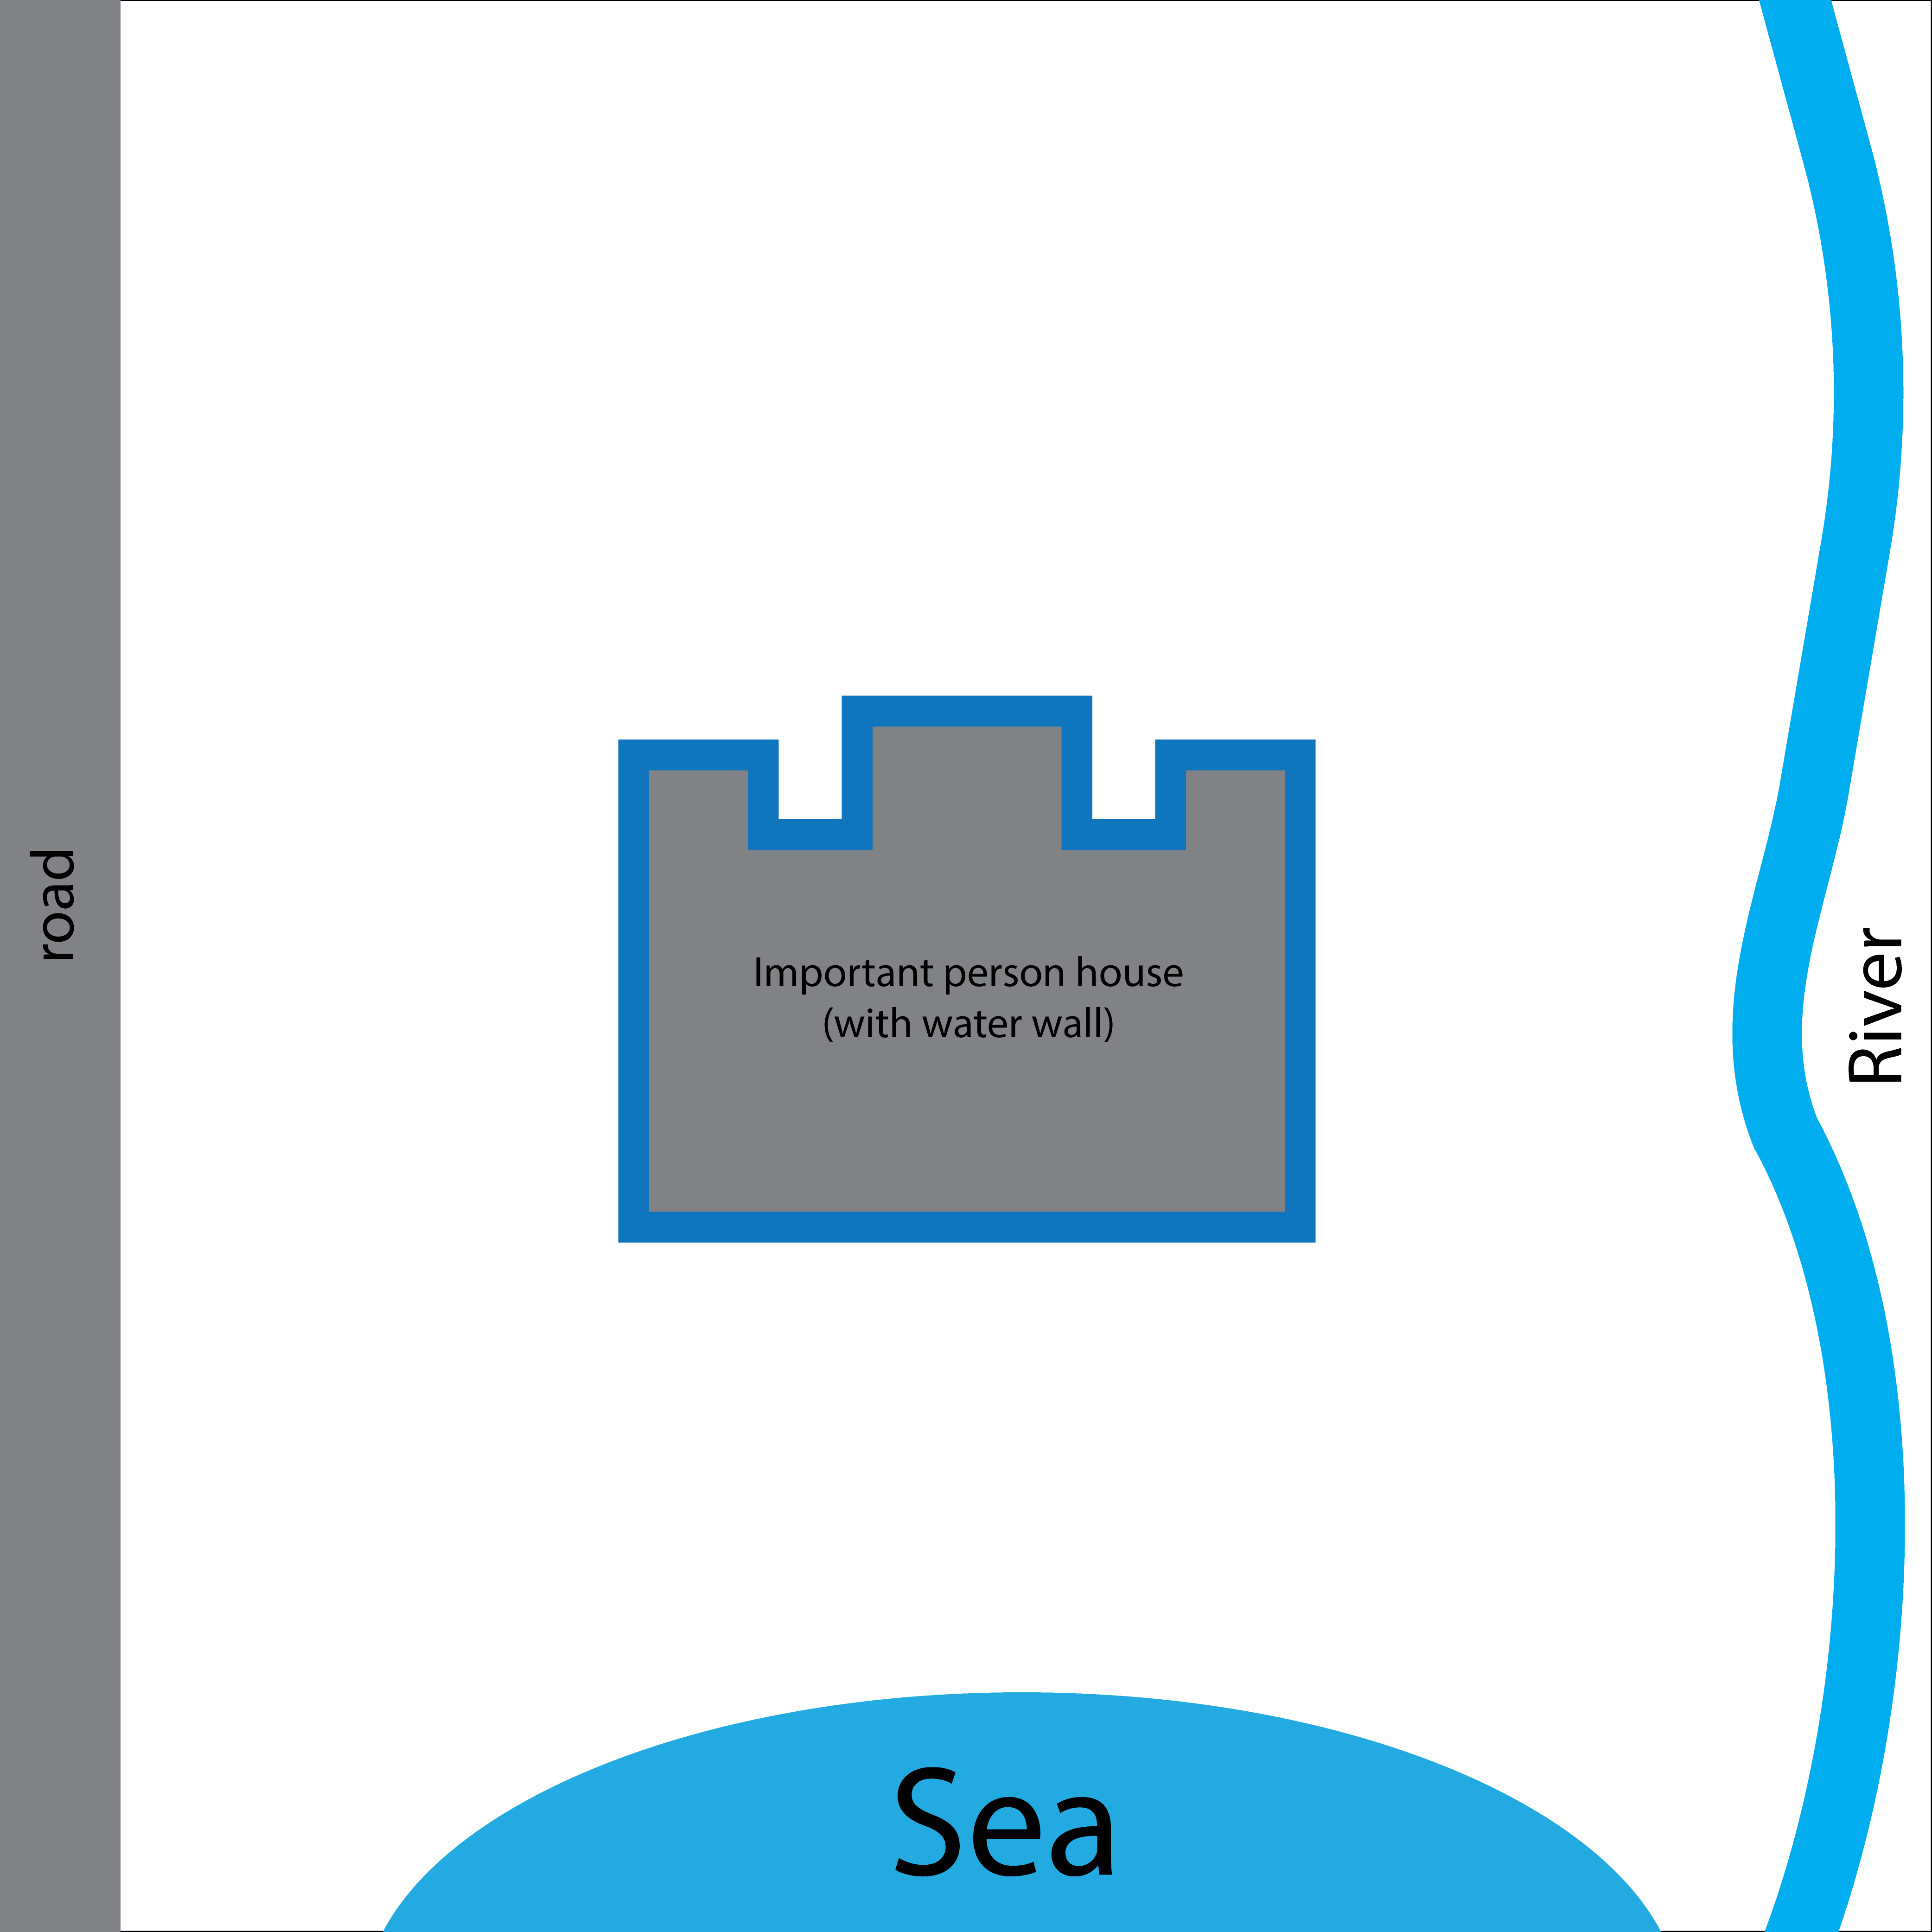 road
Important person house
(with water wall)
River
Sea